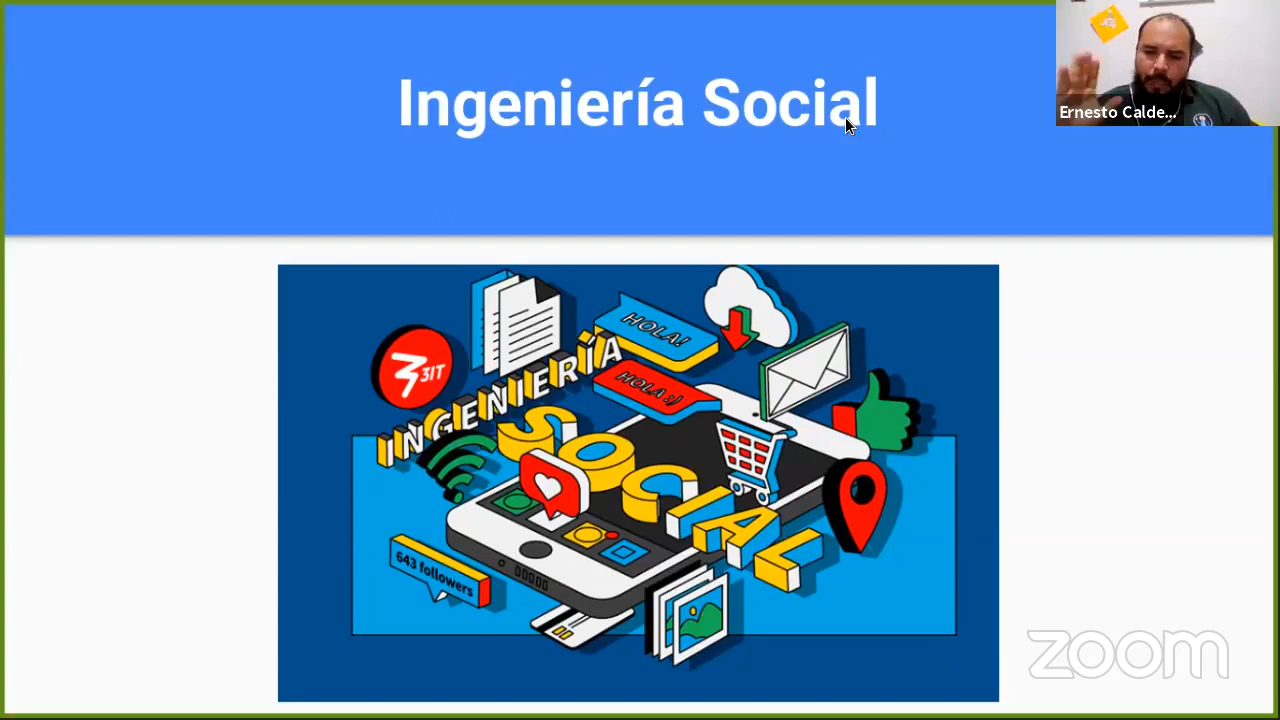 Ingeniería Social
Ernesto Calde...
HOLA!
HOLA :)
3IT
INGENIERÍA
SOCIAL
643 followers
zoom